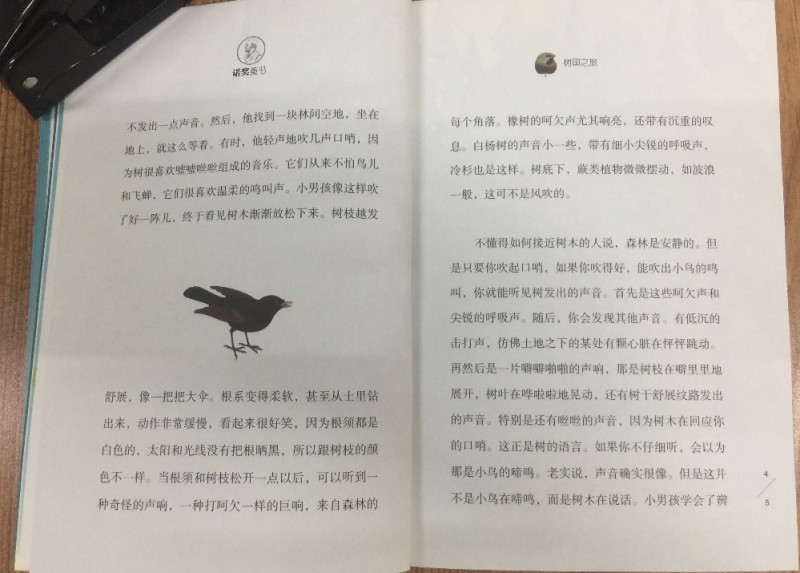 诺奖童书
不发出一点声音。然后，他找到一块林间空地，坐在
地上，就这么等着。有时，他轻声地吹几声口哨，因
为树很喜欢嘘嘘咝咝组成的音乐。它们从来不怕鸟儿
和飞蝉，它们很喜欢温柔的鸣叫声。小男孩像这样吹
了好一阵儿，终于看见树木渐渐放松下来。树枝越发
舒展，像一把把大伞。根系变得柔软，甚至从土里钻
出来，动作非常缓慢，看起来很好笑，因为根须都是
白色的，太阳和光线没有把根晒黑，所以跟树枝的颜
色不一样。当根须和树枝松开一点以后，可以听到一
种奇怪的声响，一种打呵欠一样的巨响，来自森林的
树国之旅
每个角落。橡树的呵欠声尤其响亮，还带有沉重的叹
息。白杨树的声音小一些，带有细小尖锐的呼吸声，
冷杉也是这样。树底下，蕨类植物微微摆动，如波浪
一般，这可不是风吹的。
不懂得如何接近树木的人说，森林是安静的。但
是只要你吹起口哨，如果你吹得好，能吹出小鸟的鸣
叫，你就能听见树发出的声音。首先是这些呵欠声和
尖锐的呼吸声。随后，你会发现其他声音。有低沉的
击打声，仿佛土地之下的某处有颗心脏在怦怦跳动。
再然后是一片噼噼啪啪的声响，那是树枝在噼里里地
展开，树叶在哗啦啦地晃动，还有树干舒展纹路发出
的声音。特别是还有咝咝的声音，因为树木在回应你
的口哨。这正是树的语言。如果你不仔细听，会以为
那是小鸟的啼鸣。老实说，声音确实很像。但是这并
不是小鸟在啼鸣，而是树木在说话。小男孩学会了辨
4
5